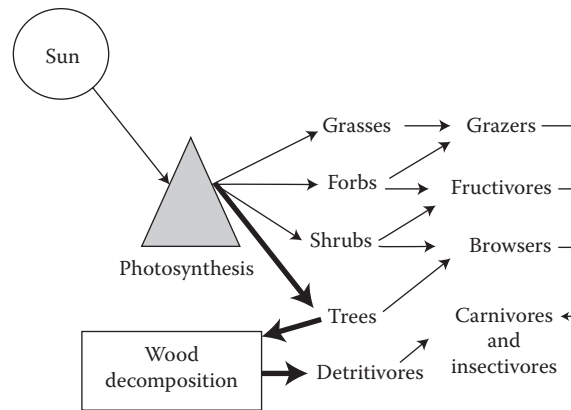 Sun
Grasses
Grazers
Forbs
Fructivores
Shrubs
Browsers
Photosynthesis
Trees
Carnivores
and
insectivores
Wood
decomposition
Detritivores